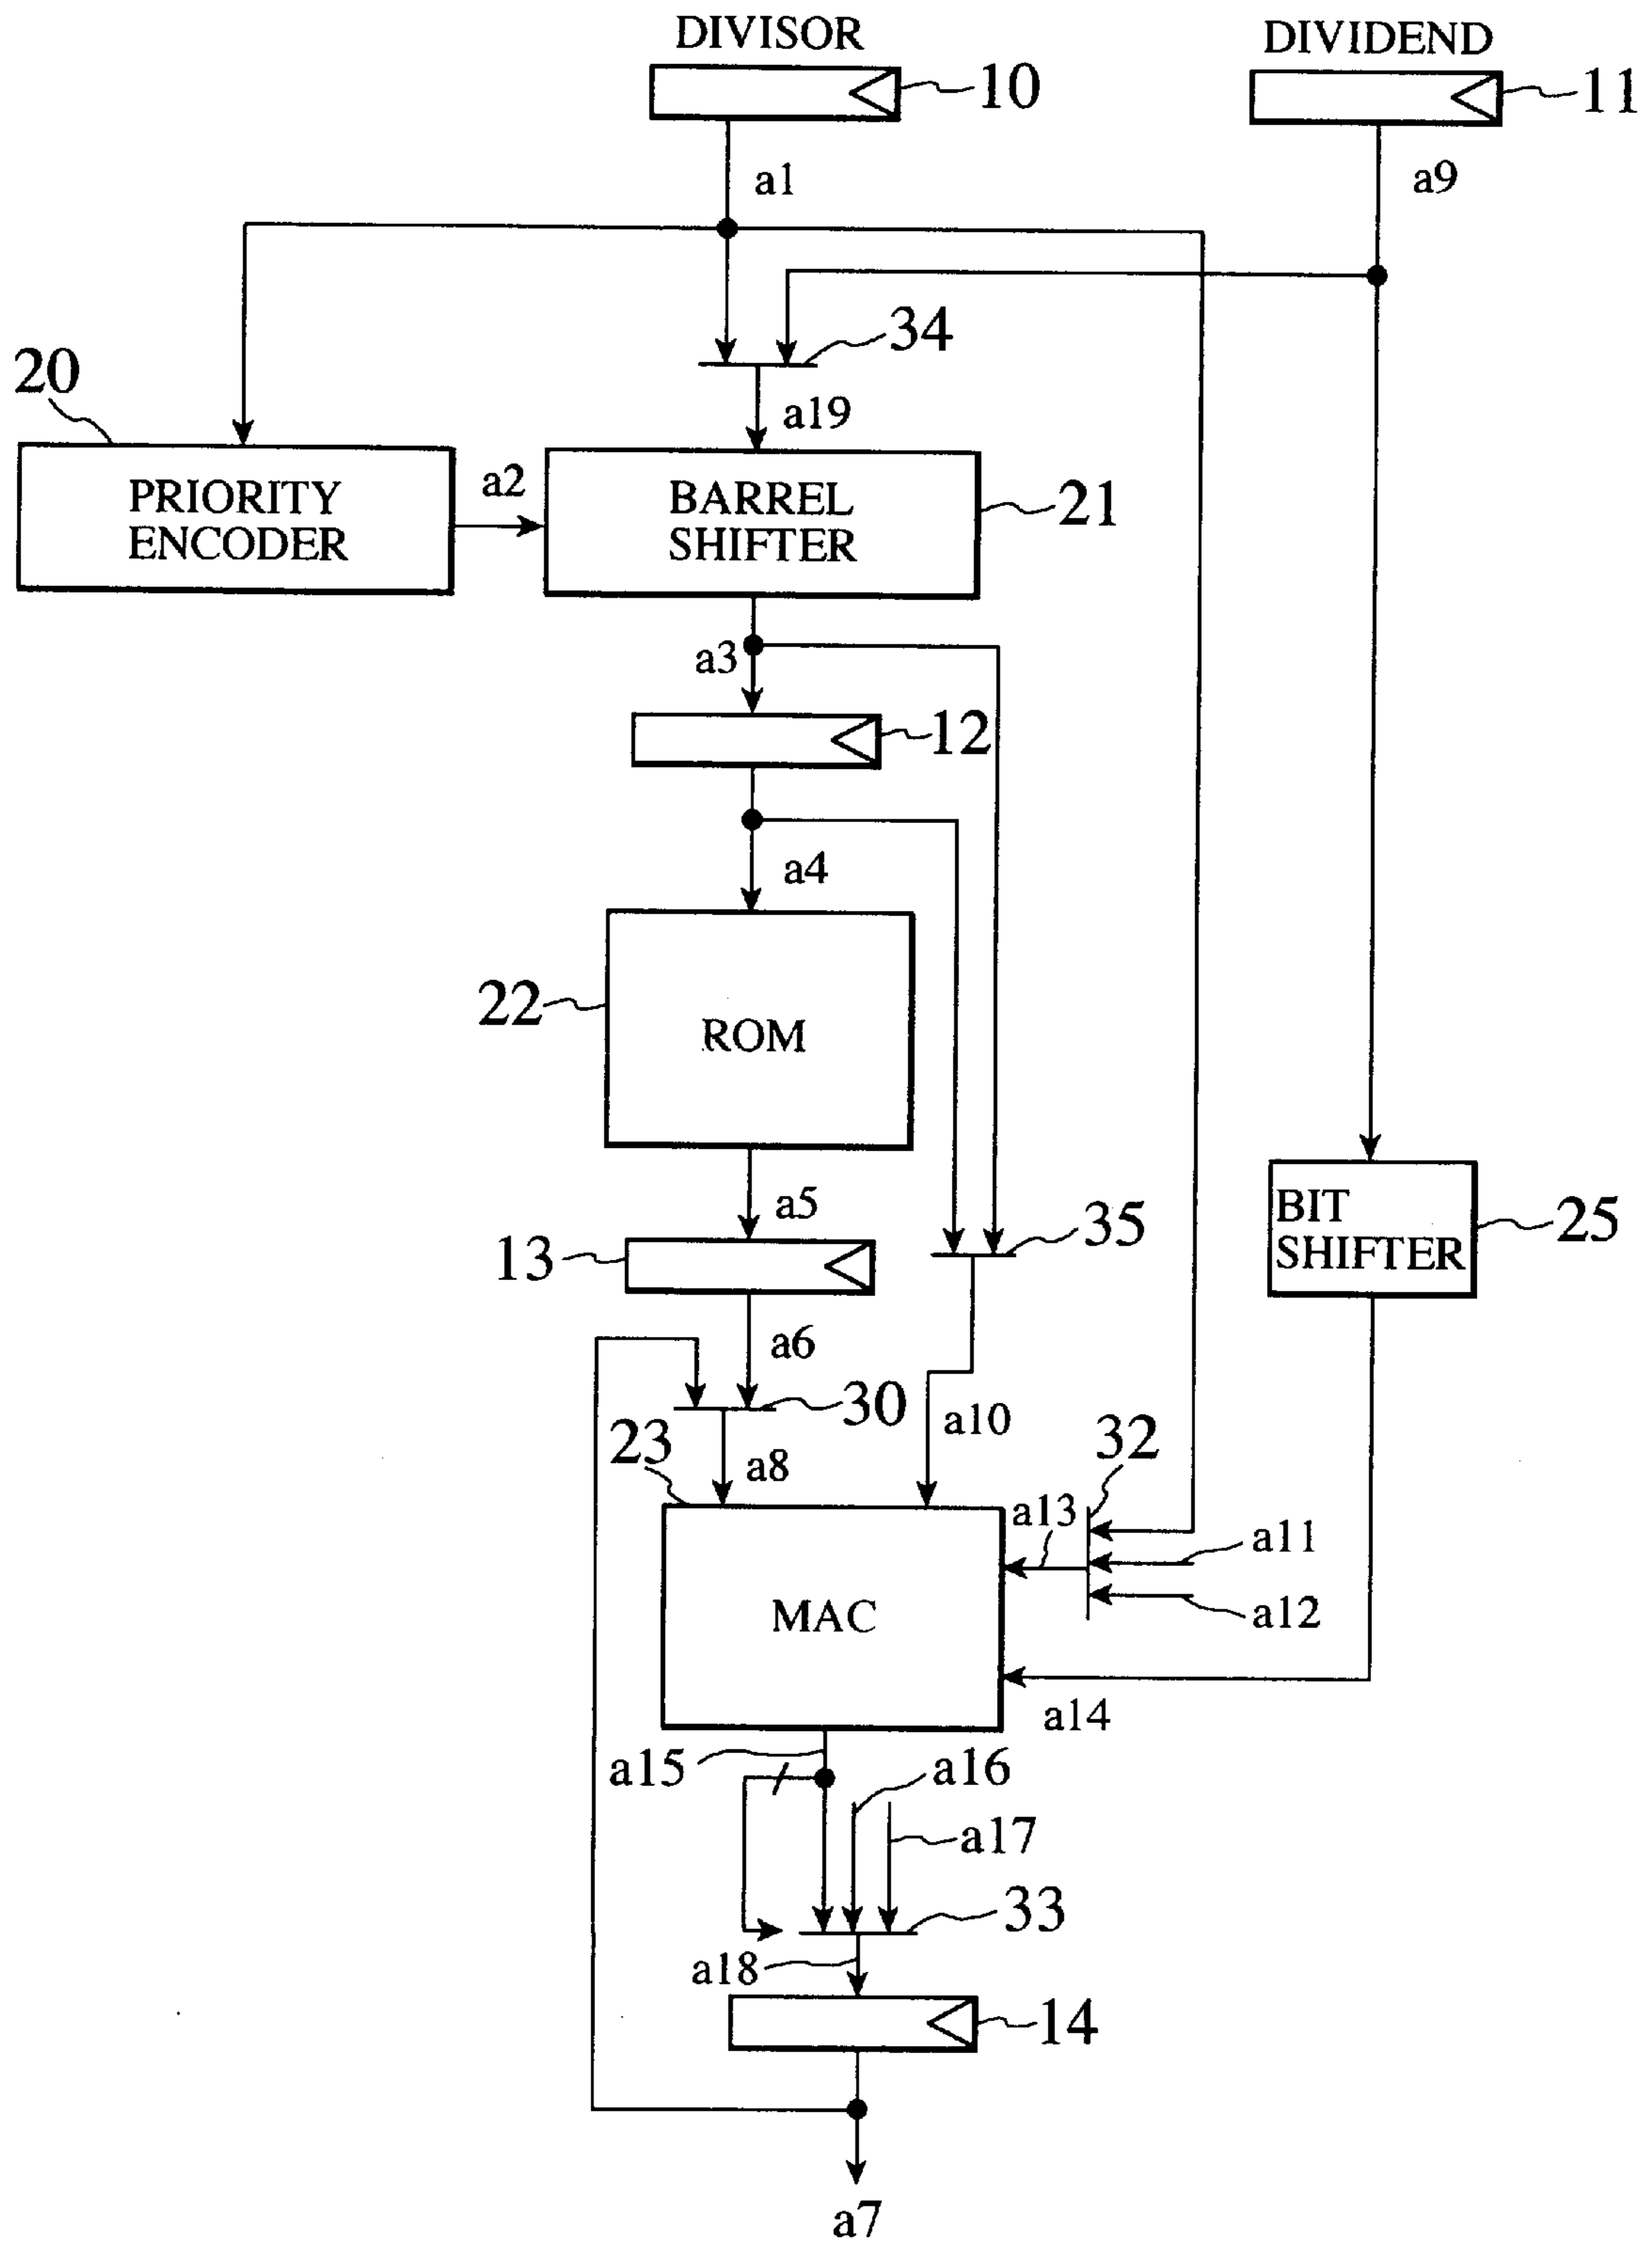 DIVISOR
DIVIDEND
10
11
a1
a9
34
20
a19
PRIORITY
ENCODER
a2
BARREL
SHIFTER
21
a3
12
a4
22
ROM
a5
35
BIT
SHIFTER
25
13
a6
30
a10
23
a8
32
a13
a11
MAC
a12
a14
a15
a16
a17
33
a18
14
a7